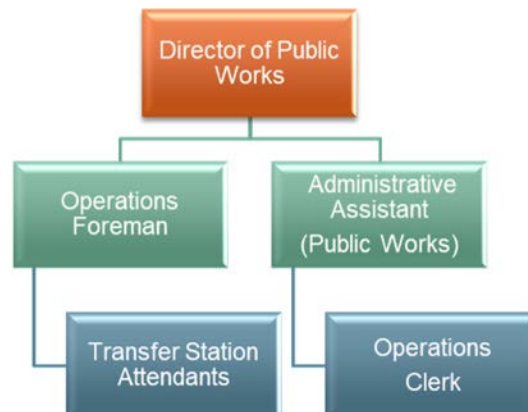 Director of Public
Works
Operations
Foreman
Administrative
Assistant
(Public Works)
Transfer Station
Attendants
Operations
Clerk